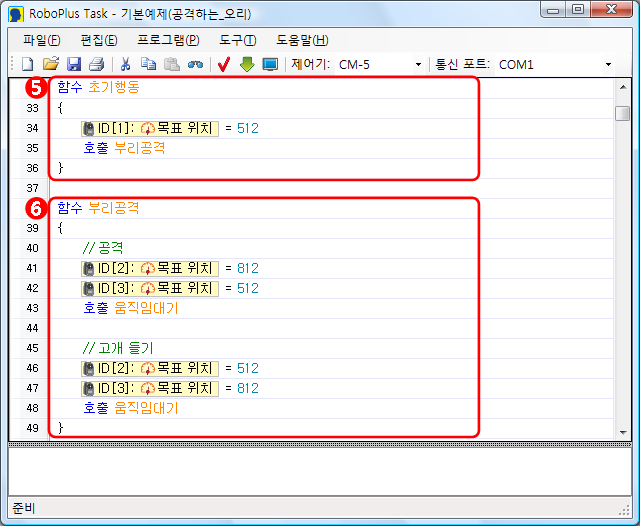 RoboPlus Task - 기본예제(공격하는_오리)
파일(F) 편집(E) 프로그램(P) 도구(T) 도움말(H)
제어기: CM-5 통신 포트: COM1
5 함수 초기행동
33 {
34 ID[1]: 목표 위치 = 512
35 호출 부리공격
36 }
37
6 함수 부리공격
39 {
40 // 공격
41 ID[2]: 목표 위치 = 812
42 ID[3]: 목표 위치 = 512
43 호출 움직임대기
44
45 // 고개 들기
46 ID[2]: 목표 위치 = 512
47 ID[3]: 목표 위치 = 812
48 호출 움직임대기
49 }
준비